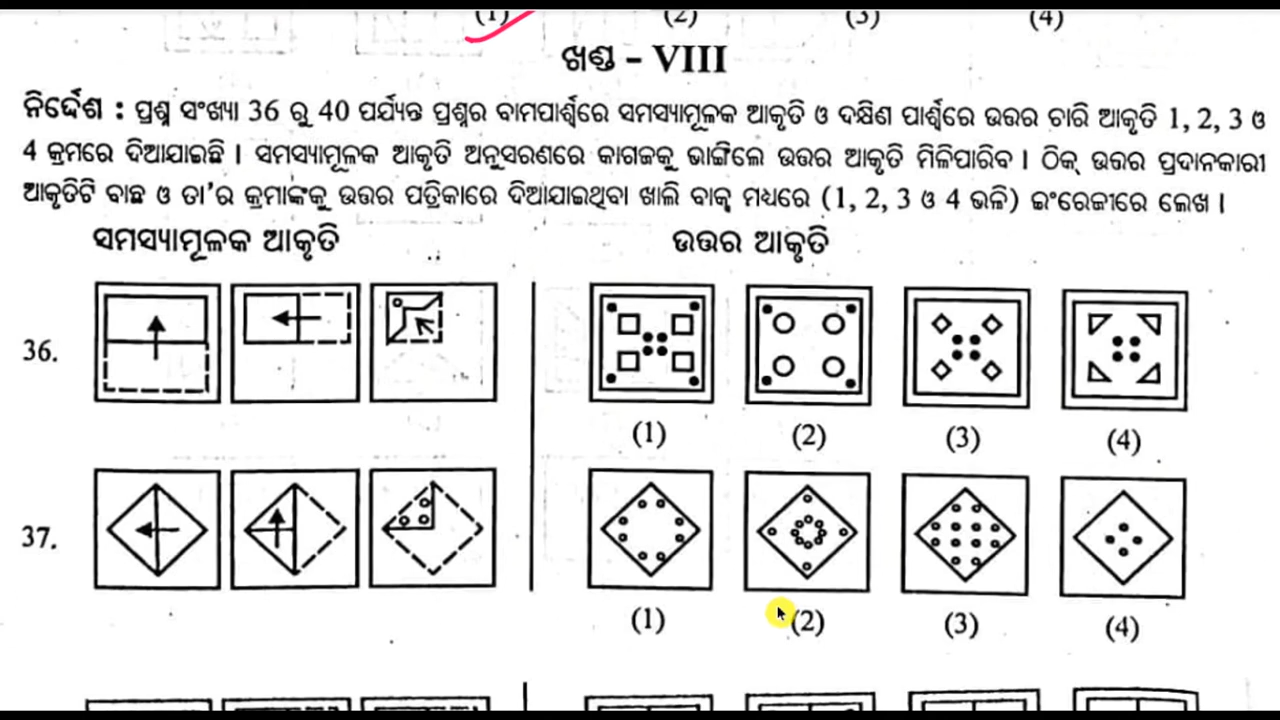 (1) (2) (3) (4)
ଖଣ୍ଡ - VIII
ନିର୍ଦ୍ଦେଶ : ପ୍ରଶ୍ନ ସଂଖ୍ୟା 36 ରୁ 40 ପର୍ଯ୍ୟନ୍ତ ପ୍ରଶ୍ନର ବାମପାର୍ଶ୍ୱରେ ସମସ୍ୟାମୂଳକ ଆକୃତି ଓ ଦକ୍ଷିଣ ପାର୍ଶ୍ୱରେ ଉତ୍ତର ଚାରି ଆକୃତି 1, 2, 3 ଓ
4 କ୍ରମରେ ଦିଆଯାଇଛି । ସମସ୍ୟାମୂଳକ ଆକୃତି ଅନୁସରଣରେ କାଗଜକୁ ଭାଙ୍ଗିଲେ ଉତ୍ତର ଆକୃତି ମିଳିପାରିବ । ଠିକ୍ ଉତ୍ତର ପ୍ରଦାନକାରୀ
ଆକୃତିଟି ବାଛ ଓ ତା'ର କ୍ରମାଙ୍କକୁ ଉତ୍ତର ପତ୍ରିକାରେ ଦିଆଯାଇଥିବା ଖାଲି ବାକ୍ସ ମଧ୍ୟରେ (1, 2, 3 ଓ 4 ଭଳି) ଇଂରେଜୀରେ ଲେଖ ।
ସମସ୍ୟାମୂଳକ ଆକୃତି ଉତ୍ତର ଆକୃତି
36.
(1) (2) (3) (4)
37.
(1) (2) (3) (4)